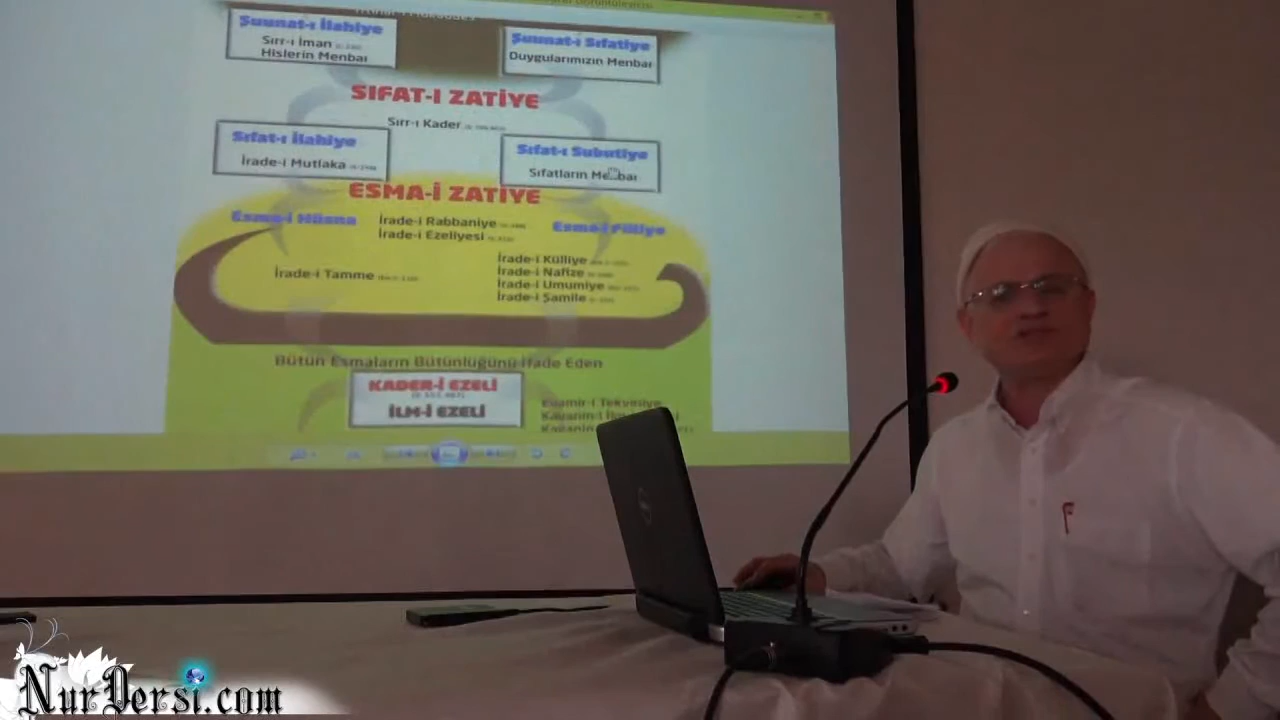 Şuunat-ı İlahiye
Sırr-ı İman
Hislerin Menbaı
Şuunat-ı Sıfatiye
Duygularımızın Menbaı
SIFAT-I ZATİYE
Sırr-ı Kader
Sıfat-ı İlahiye
İrade-i Mutlaka
Sıfat-ı Subutiye
Sıfatların Menbaı
ESMA-İ ZATİYE
Esma-i Hüsna
İrade-i Rabbaniye
İrade-i Ezeliyesi
Esma-i Fiiliye
İrade-i Tamme
İrade-i Külliye
İrade-i Nafize
İrade-i Umumiye
İrade-i Şamile
Bütün Esmaların Bütünlüğünü İfade Eden
KADER-İ EZELİ
İLM-İ EZELİ
Evamir-i Tekviniye
NurDersi.com